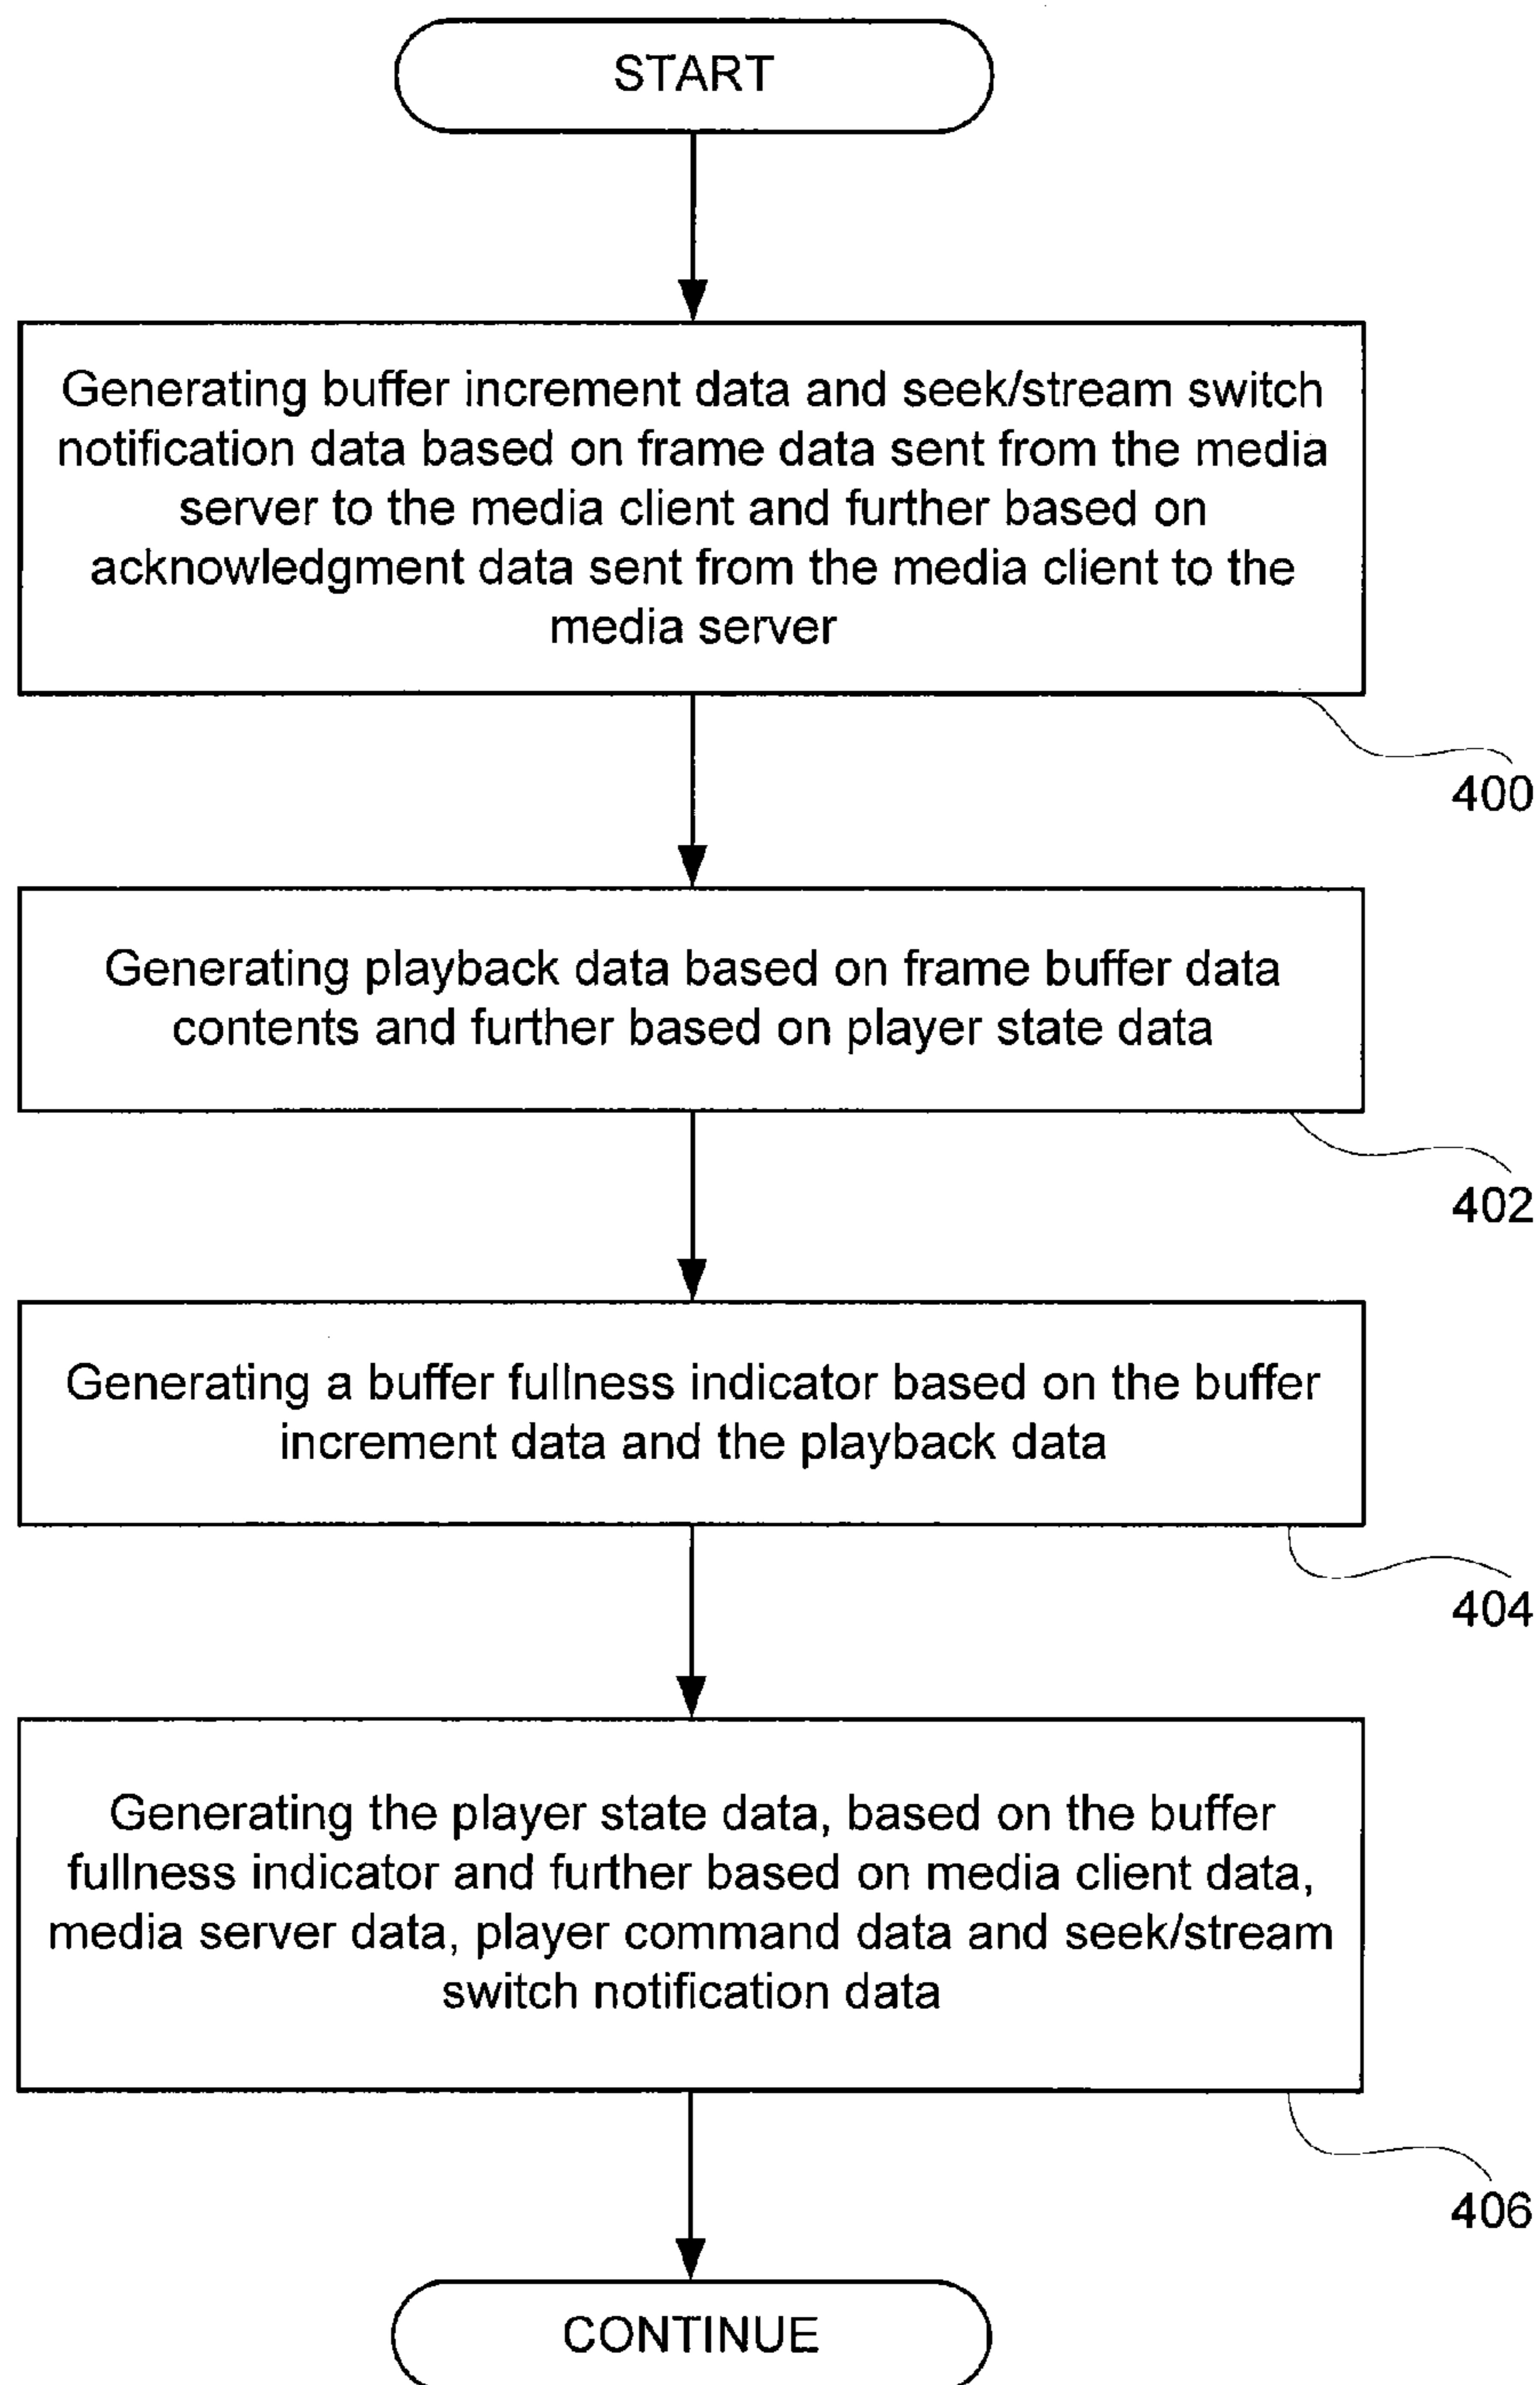 START
Generating buffer increment data and seek/stream switch
notification data based on frame data sent from the media
server to the media client and further based on
acknowledgment data sent from the media client to the
media server
400
Generating playback data based on frame buffer data
contents and further based on player state data
402
Generating a buffer fullness indicator based on the buffer
increment data and the playback data
404
Generating the player state data, based on the buffer
fullness indicator and further based on media client data,
media server data, player command data and seek/stream
switch notification data
406
CONTINUE